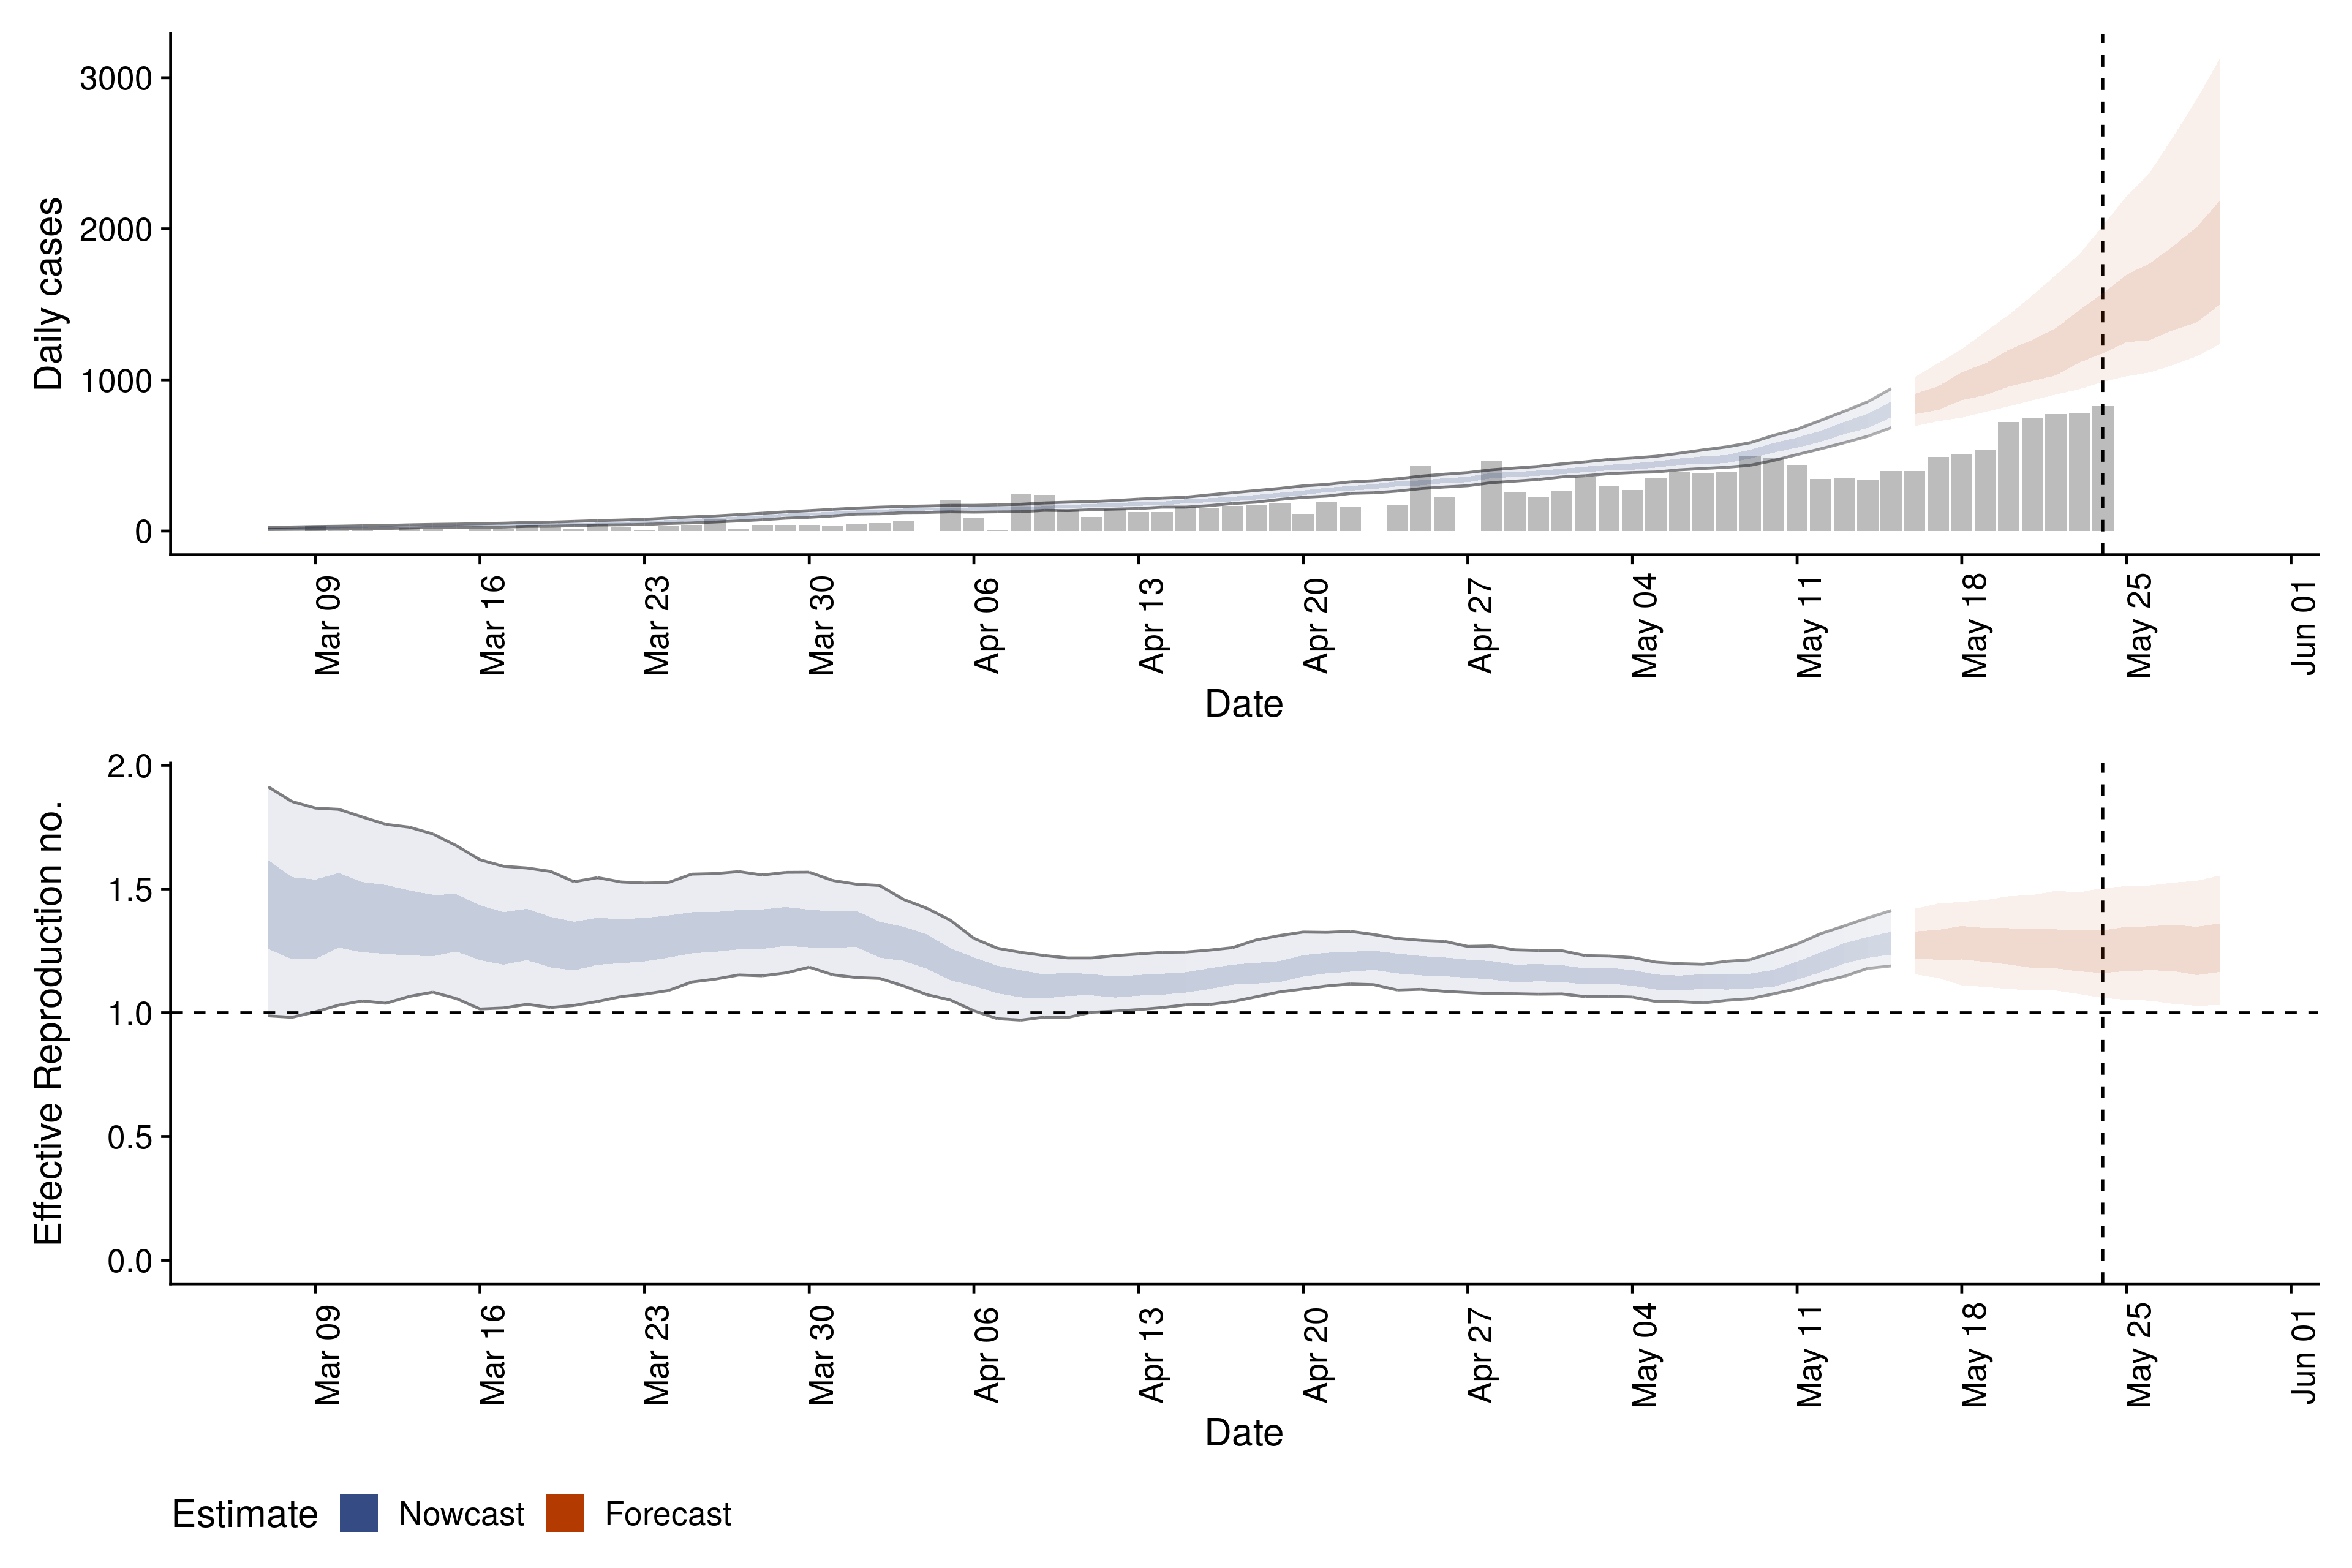 Daily cases
3000
2000
1000
0
Mar 09
Mar 16
Mar 23
Mar 30
Apr 06
Apr 13
Apr 20
Apr 27
May 04
May 11
May 18
May 25
Jun 01
Date
Effective Reproduction no.
2.0
1.5
1.0
0.5
0.0
Mar 09
Mar 16
Mar 23
Mar 30
Apr 06
Apr 13
Apr 20
Apr 27
May 04
May 11
May 18
May 25
Jun 01
Date
Estimate Nowcast Forecast